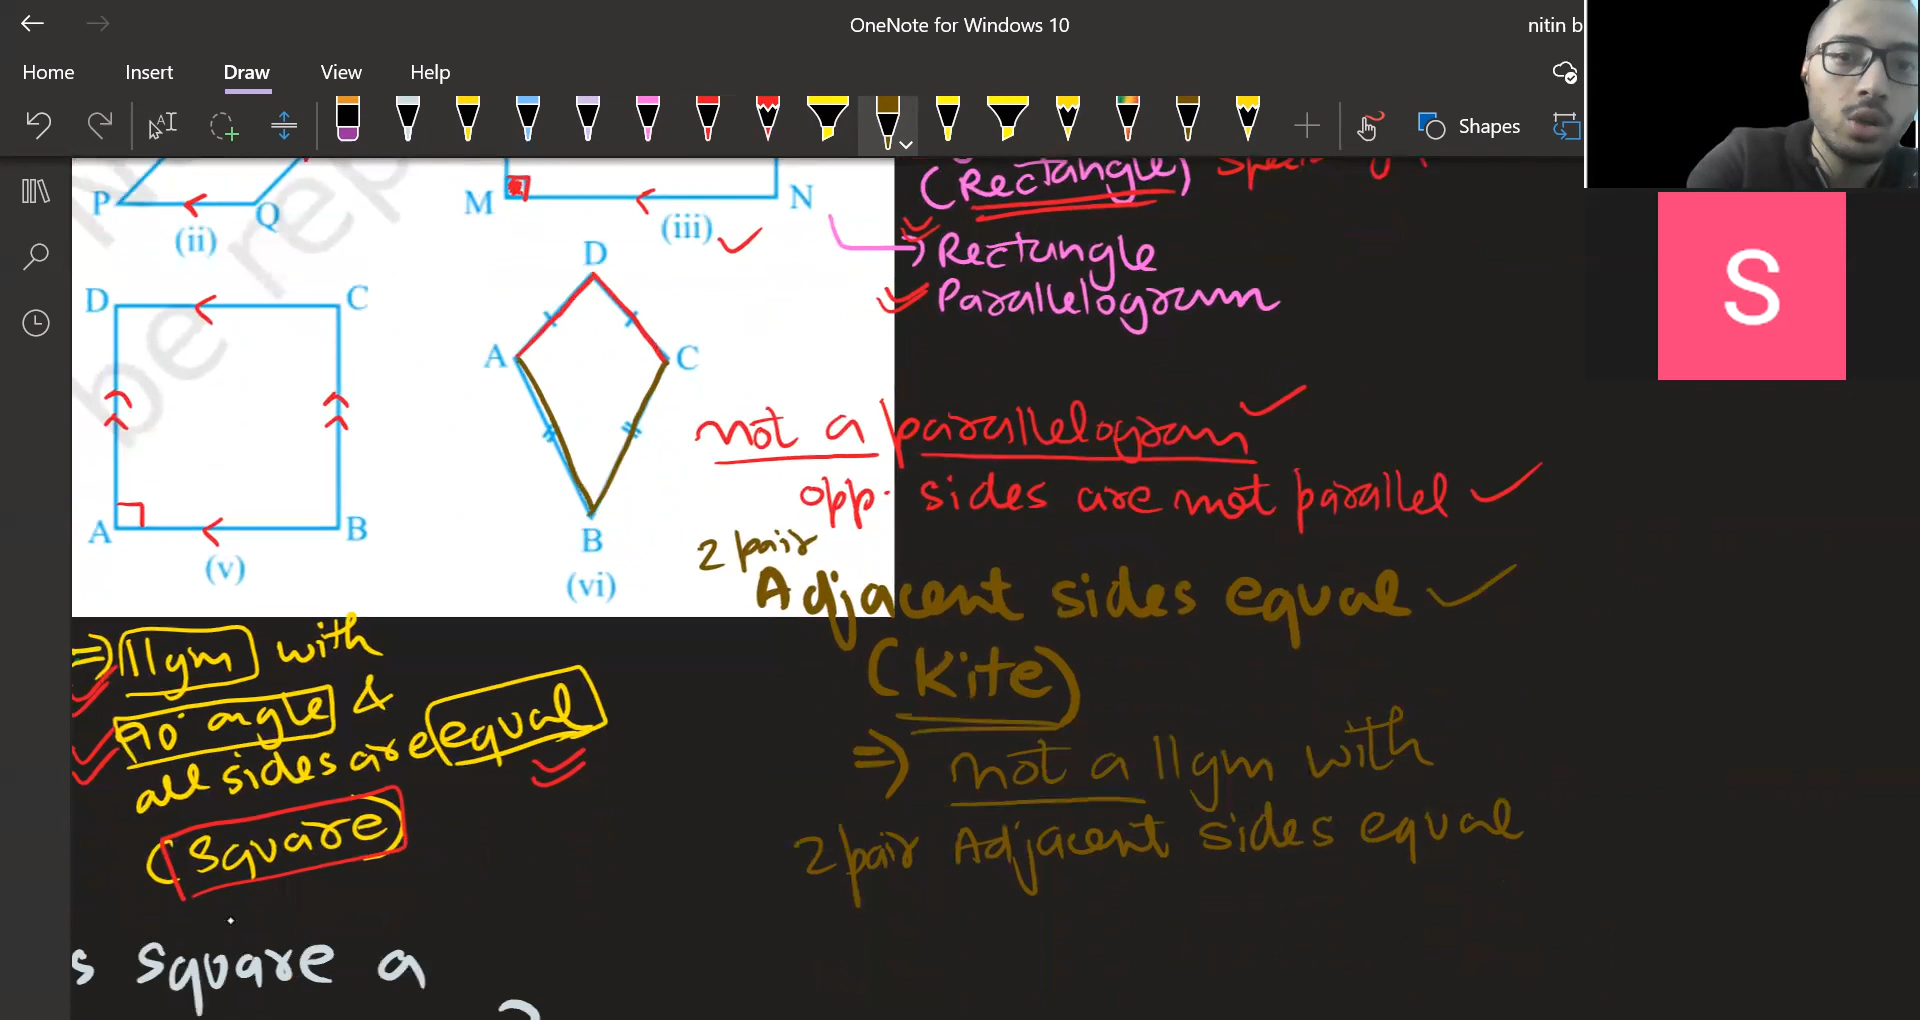 OneNote for Windows 10
nitin b
Home Insert Draw View Help
Shapes
P Q
(ii)
M N
(iii)
(Rectangle)
Rectangle
Parallelogram
D C
A B
(v)
D
A C
B
(vi)
not a parallelogram
opp. sides are not parallel
2 pair
Adjacent sides equal
(Kite)
⇒ not a llgm with
2 pair Adjacent sides equal
⇒ llgm with
90° angle &
all sides are equal
(Square)
s square a
S